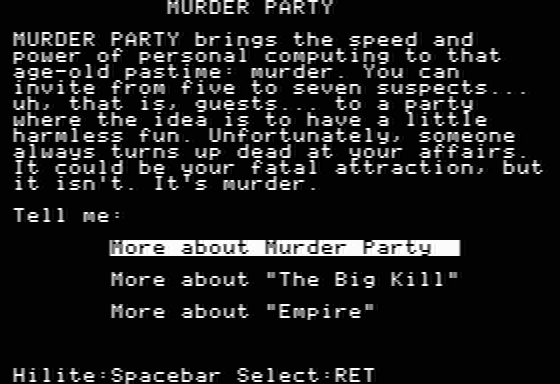 MURDER PARTY
MURDER PARTY brings the speed and
power of personal computing to that
age-old pastime: murder. You can
invite from five to seven suspects...
uh, that is, guests... to a party
where the idea is to have a little
harmless fun. Unfortunately, someone
always turns up dead at your affairs.
It could be your fatal attraction, but
it isn't. It's murder.
Tell me:
More about Murder Party
More about "The Big Kill"
More about "Empire"
Hilite:Spacebar Select:RET